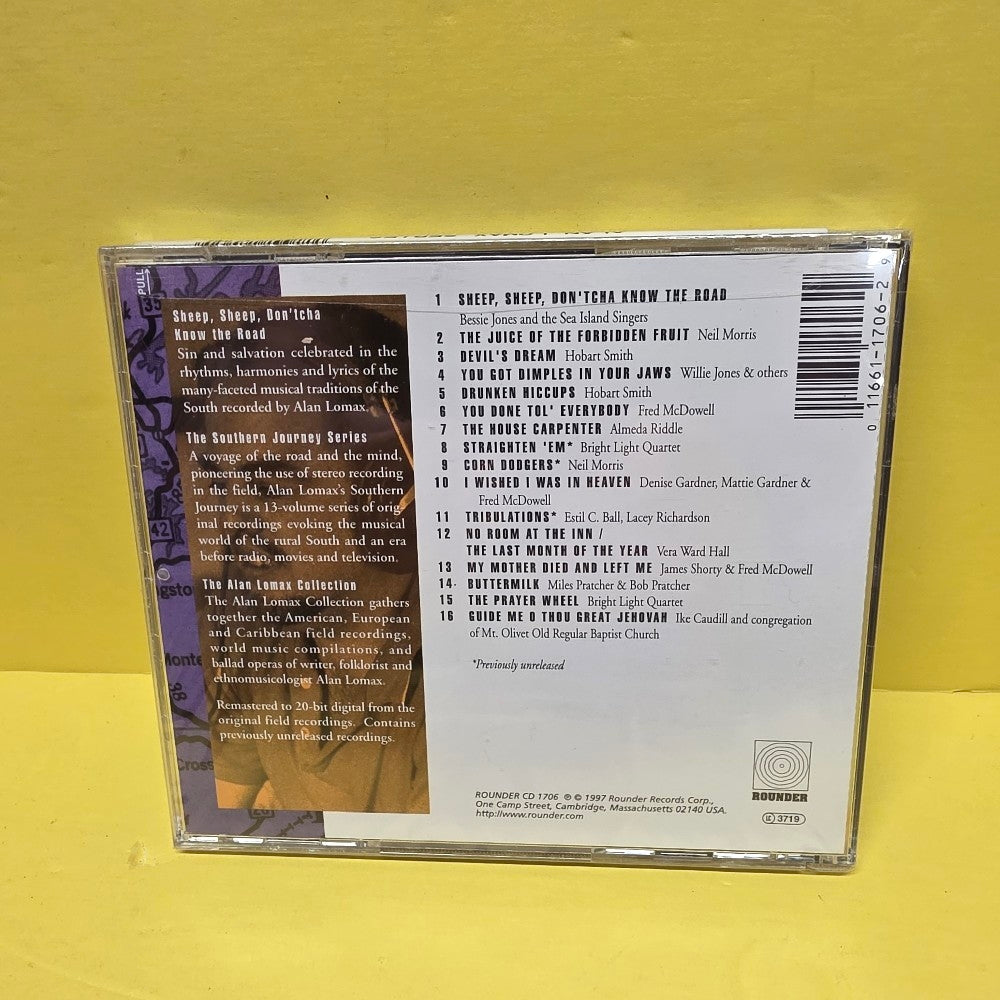 PULL
Sheep, Sheep, Don'tcha
Know the Road
Sin and salvation celebrated in the
rhythms, harmonies and lyrics of the
many-faceted musical traditions of the
South recorded by Alan Lomax.
The Southern Journey Series
A voyage of the road and the mind,
pioneering the use of stereo recording
in the field, Alan Lomax's Southern
Journey is a 13-volume series of orig-
inal recordings evoking the musical
world of the rural South and an era
before radio, movies and television.
The Alan Lomax Collection
The Alan Lomax Collection gathers
together the American, European
and Caribbean field recordings,
world music compilations, and
ballad operas of writer, folklorist and
ethnomusicologist Alan Lomax.
Remastered to 20-bit digital from the
original field recordings. Contains
previously unreleased recordings.
1 SHEEP, SHEEP, DON'TCHA KNOW THE ROAD
Bessie Jones and the Sea Island Singers
2 THE JUICE OF THE FORBIDDEN FRUIT Neil Morris
3 DEVIL'S DREAM Hobart Smith
4 YOU GOT DIMPLES IN YOUR JAWS Willie Jones & others
5 DRUNKEN HICCUPS Hobart Smith
6 YOU DONE TOL' EVERYBODY Fred McDowell
7 THE HOUSE CARPENTER Almeda Riddle
8 STRAIGHTEN 'EM* Bright Light Quartet
9 CORN DODGERS* Neil Morris
10 I WISHED I WAS IN HEAVEN Denise Gardner, Mattie Gardner &
Fred McDowell
11 TRIBULATIONS* Estil C. Ball, Lacey Richardson
12 NO ROOM AT THE INN /
THE LAST MONTH OF THE YEAR Vera Ward Hall
13 MY MOTHER DIED AND LEFT ME James Shorty & Fred McDowell
14 BUTTERMILK Miles Pratcher & Bob Pratcher
15 THE PRAYER WHEEL Bright Light Quartet
16 GUIDE ME O THOU GREAT JEHOVAH Ike Caudill and congregation
of Mt. Olivet Old Regular Baptist Church
*Previously unreleased
0 11661-1706-2 9
ROUNDER
ROUNDER CD 1706 ℗ © 1997 Rounder Records Corp.,
One Camp Street, Cambridge, Massachusetts 02140 USA.
http://www.rounder.com
LC 3719
42
gsto
Monte
98
Cross